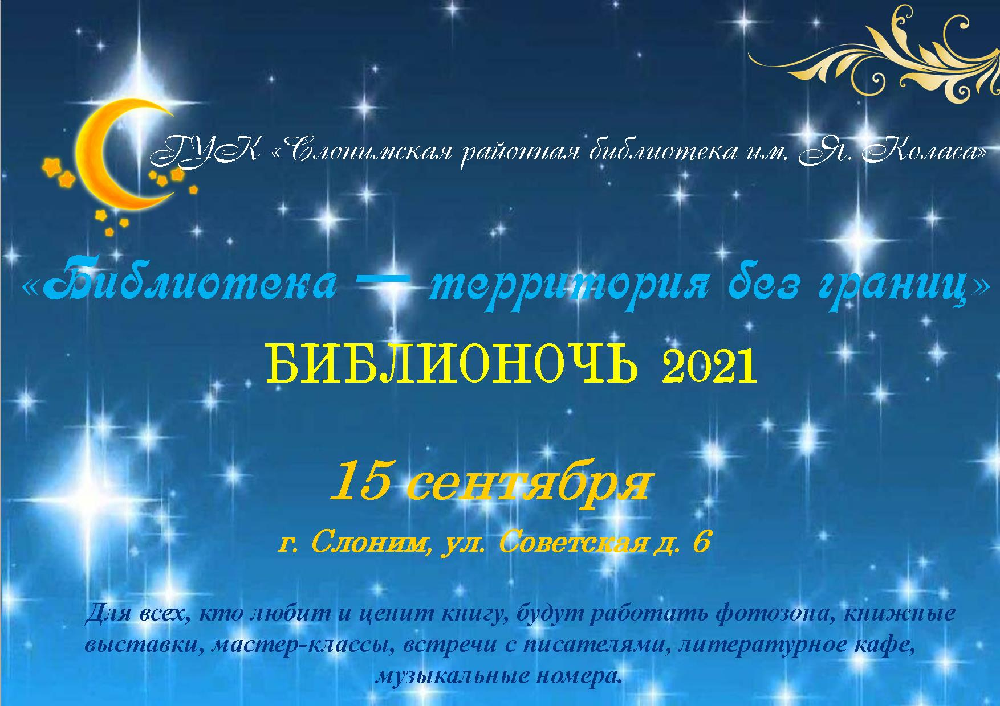 ГУК «Слонимская районная библиотека им. Я. Коласа»
«Библиотека — территория без границ»
БИБЛИОНОЧЬ 2021
15 сентября
г. Слоним, ул. Советская д. 6
Для всех, кто любит и ценит книгу, будут работать фотозона, книжные
выставки, мастер-классы, встречи с писателями, литературное кафе,
музыкальные номера.